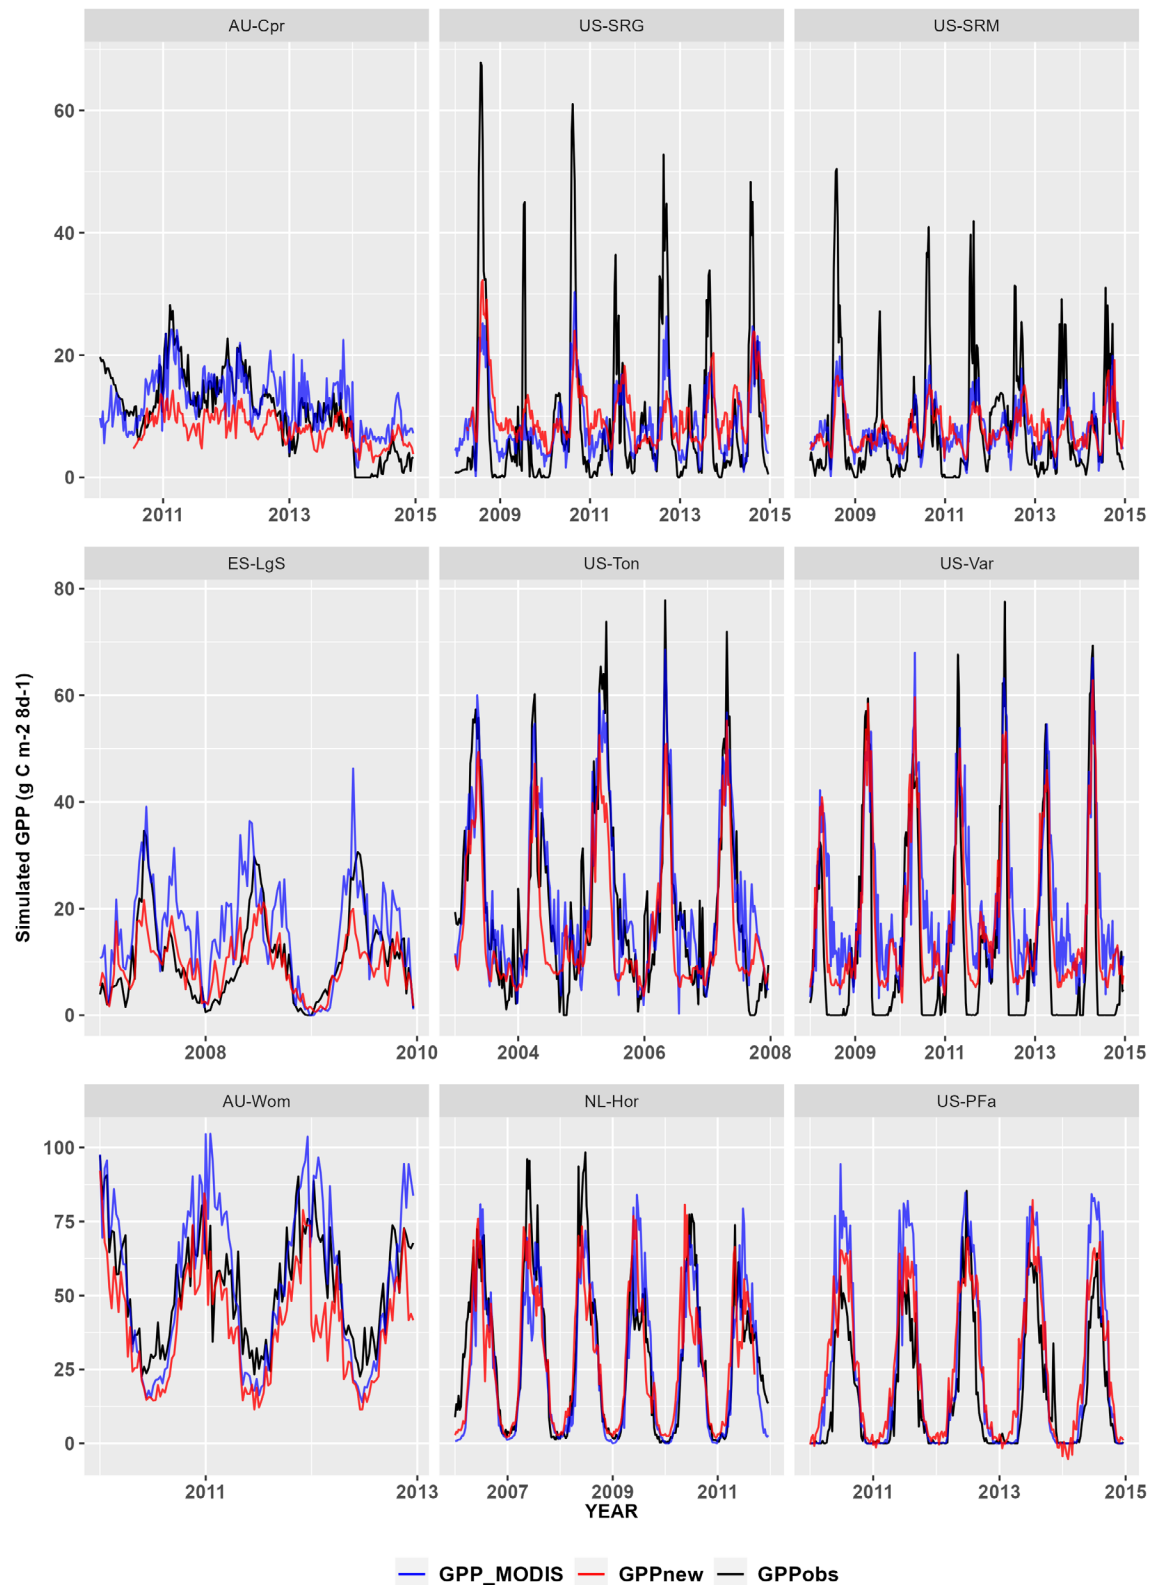 AU-Cpr US-SRG US-SRM
60
40
20
0
2011 2013 2015 2009 2011 2013 2015 2009 2011 2013 2015
ES-LgS US-Ton US-Var
80
60
40
20
0
2008 2010 2004 2006 2008 2009 2011 2013 2015
Simulated GPP (g C m-2 8d-1)
AU-Wom NL-Hor US-PFa
100
75
50
25
0
2011 2013 2007 2009 2011 2011 2013 2015
YEAR
GPP_MODIS GPPnew GPPobs